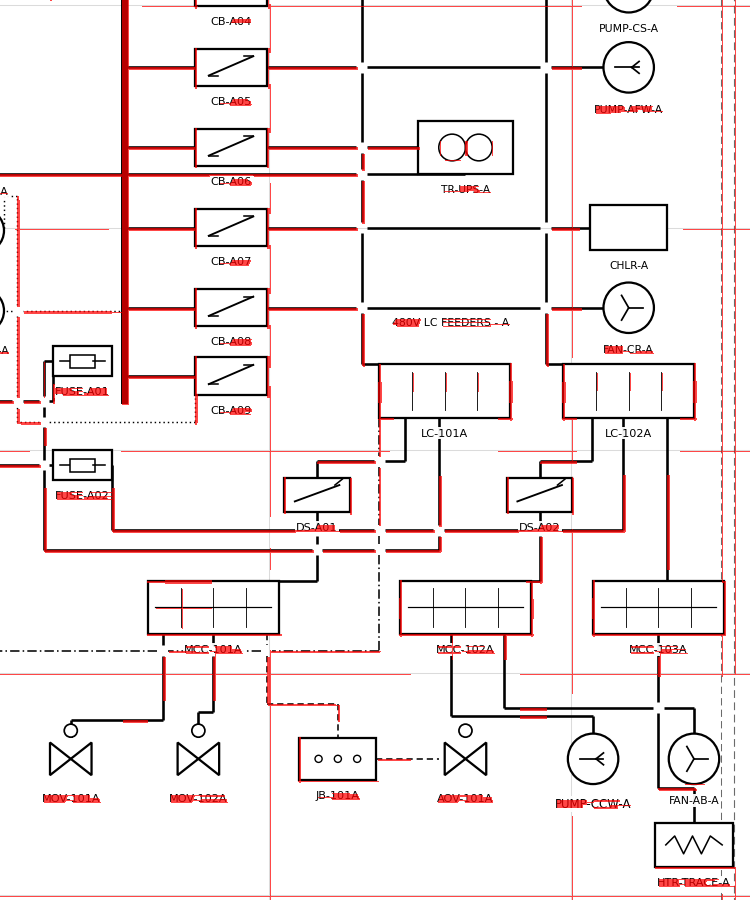 CB-A04
PUMP-CS-A
CB-A05
PUMP-AFW-A
CB-A06
TR-UPS-A
A
CB-A07
CHLR-A
480V LC FEEDERS - A
CB-A08
FAN-CR-A
-A
FUSE-A01
CB-A09
LC-101A
LC-102A
FUSE-A02
DS-A01
DS-A02
MCC-101A
MCC-102A
MCC-103A
MOV-101A
MOV-102A
JB-101A
AOV-101A
PUMP-CCW-A
FAN-AB-A
HTR-TRACE-A